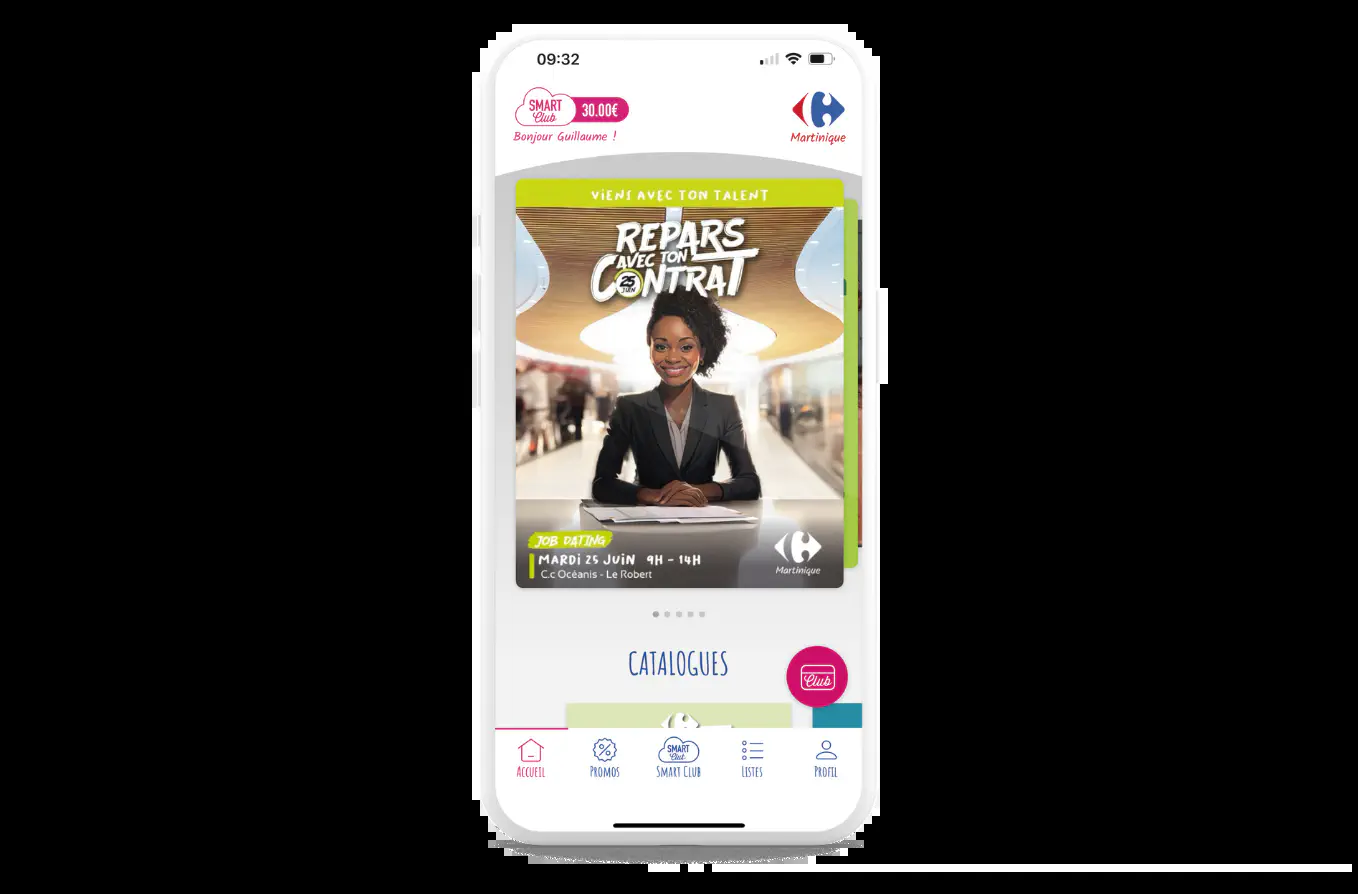 09:32
SMART
Club
30.00€
Bonjour Guillaume !
Martinique
ViENS AVEC TON TALENT
REPARS
AVEC TON
CONTRAT
25
JUIN
JOB DATING
MARDi 25 JUiN 9H - 14H
C.c Océanis - Le Robert
Martinique
CATALOGUES
Club
SMART
Club
Accueil
Promos
Smart Club
Listes
Profil